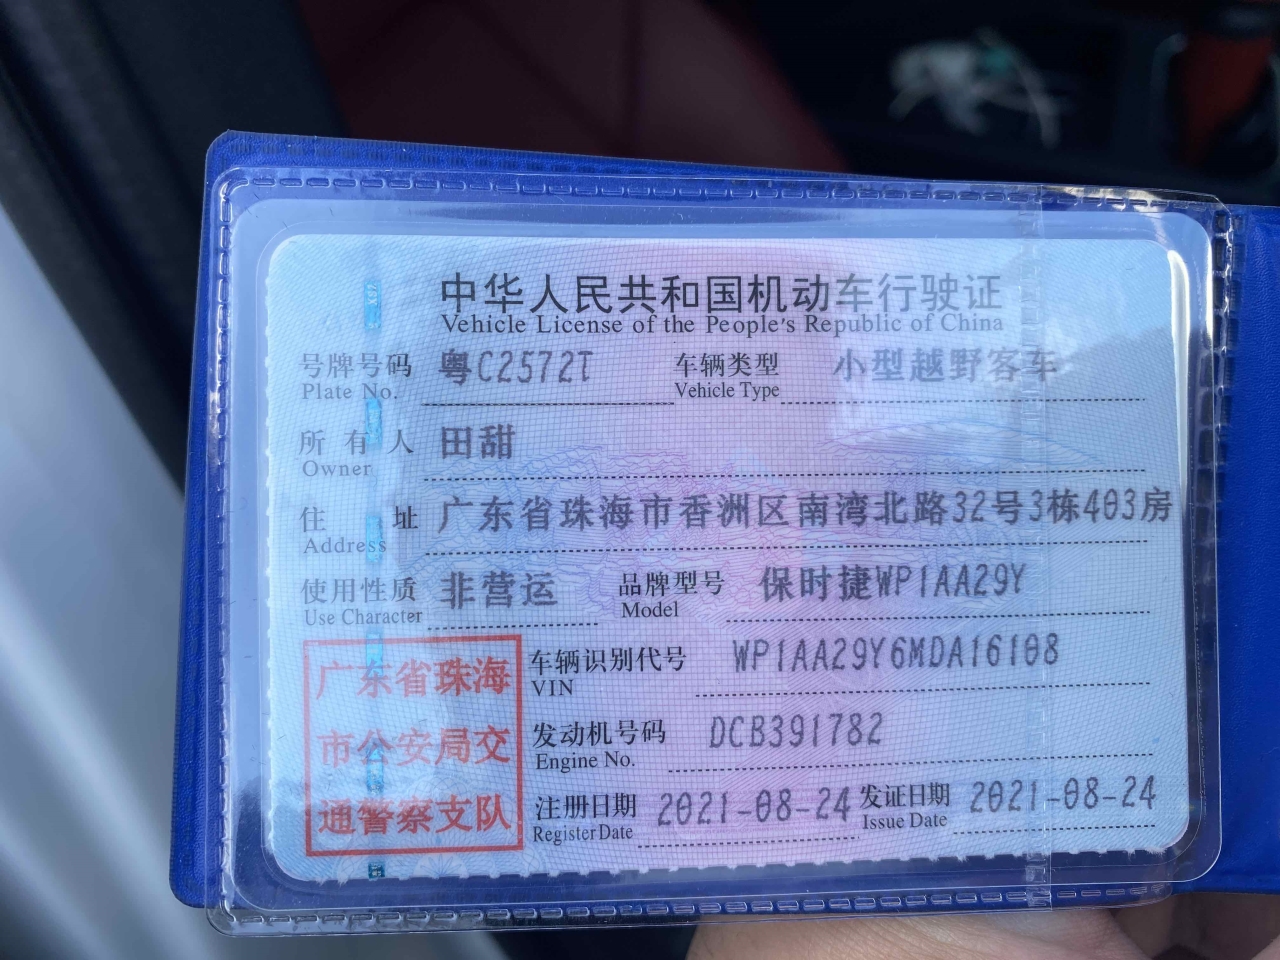 中华人民共和国机动车行驶证
Vehicle License of the People's Republic of China
号牌号码 粤C2572T 车辆类型 小型越野客车
Plate No. Vehicle Type
所有人 田甜
Owner
住址 广东省珠海市香洲区南湾北路32号3栋403房
Address
使用性质 非营运 品牌型号 保时捷WP1AA29Y
Use Character Model
广东省珠海
市公安局交
通警察支队
车辆识别代号 WP1AA29Y6MDA16108
VIN
发动机号码 DCB391782
Engine No.
注册日期 2021-08-24 发证日期 2021-08-24
Register Date Issue Date